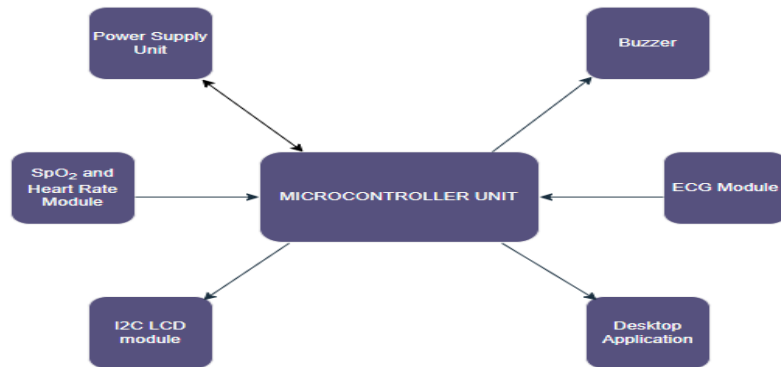 Power Supply
Unit
Buzzer
SpO₂ and
Heart Rate
Module
MICROCONTROLLER UNIT
ECG Module
I2C LCD
module
Desktop
Application